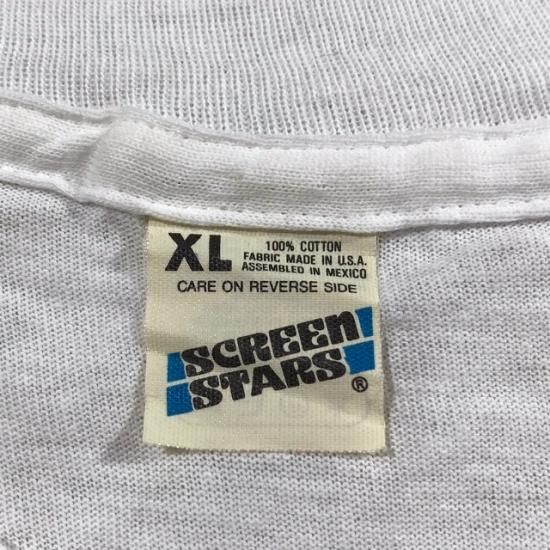 XL 100% COTTON
FABRIC MADE IN U.S.A.
ASSEMBLED IN MEXICO
CARE ON REVERSE SIDE
SCREEN
STARS ®